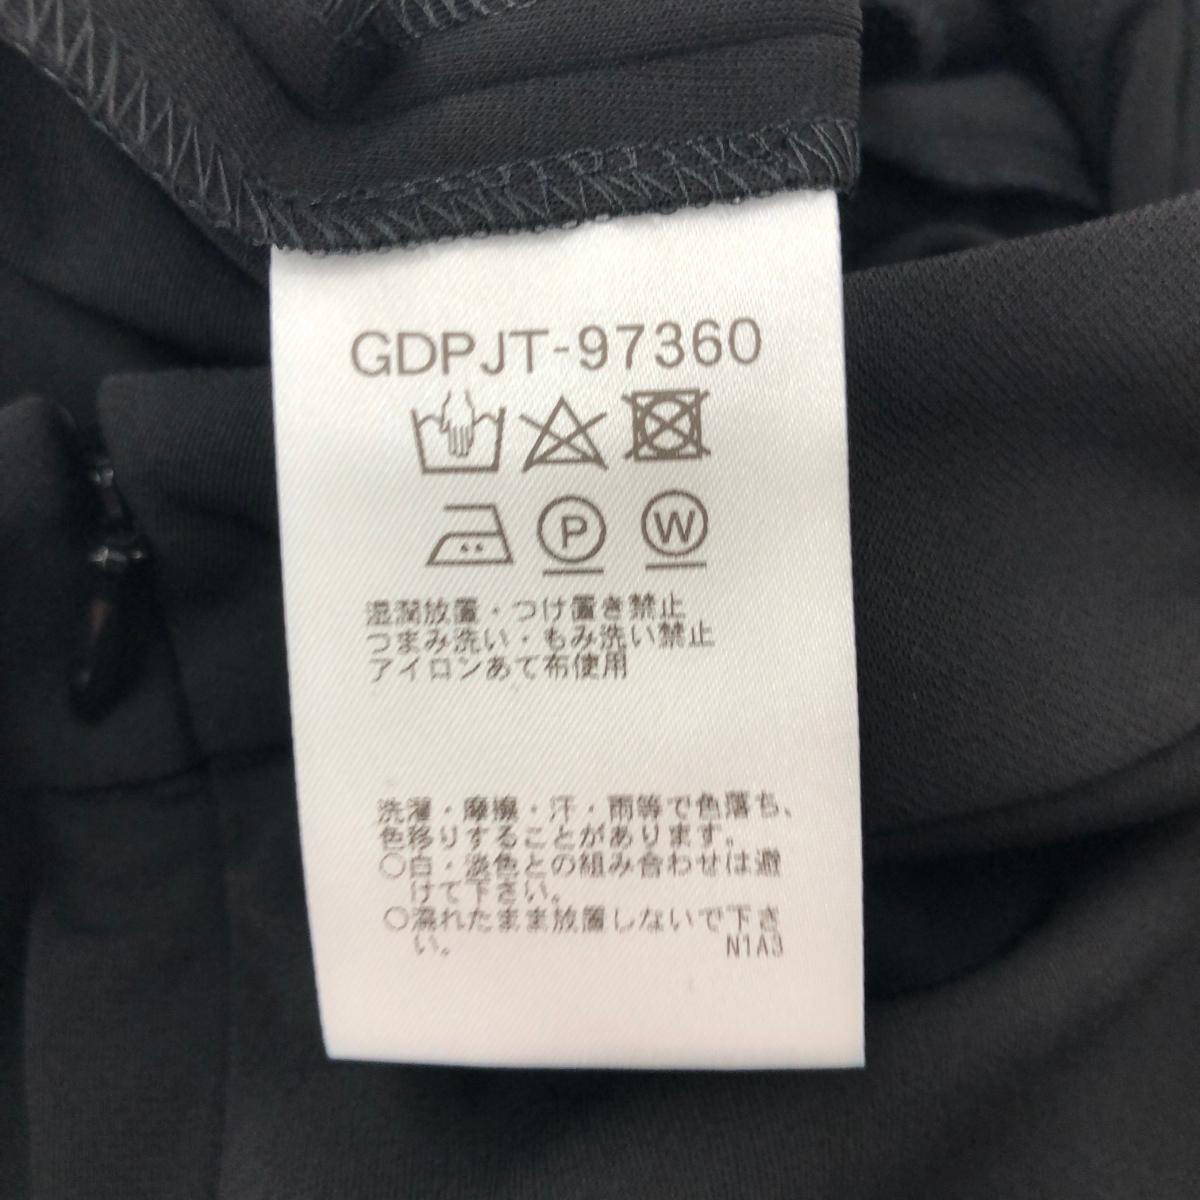 GDPJT-97360
P W
湿潤放置・つけ置き禁止
つまみ洗い・もみ洗い禁止
アイロンあて布使用
洗濯・摩擦・汗・雨等で色落ち、
色移りすることがあります。
○白・淡色との組み合わせは避
けて下さい。
○濡れたまま放置しないで下さ
い。 N1A3